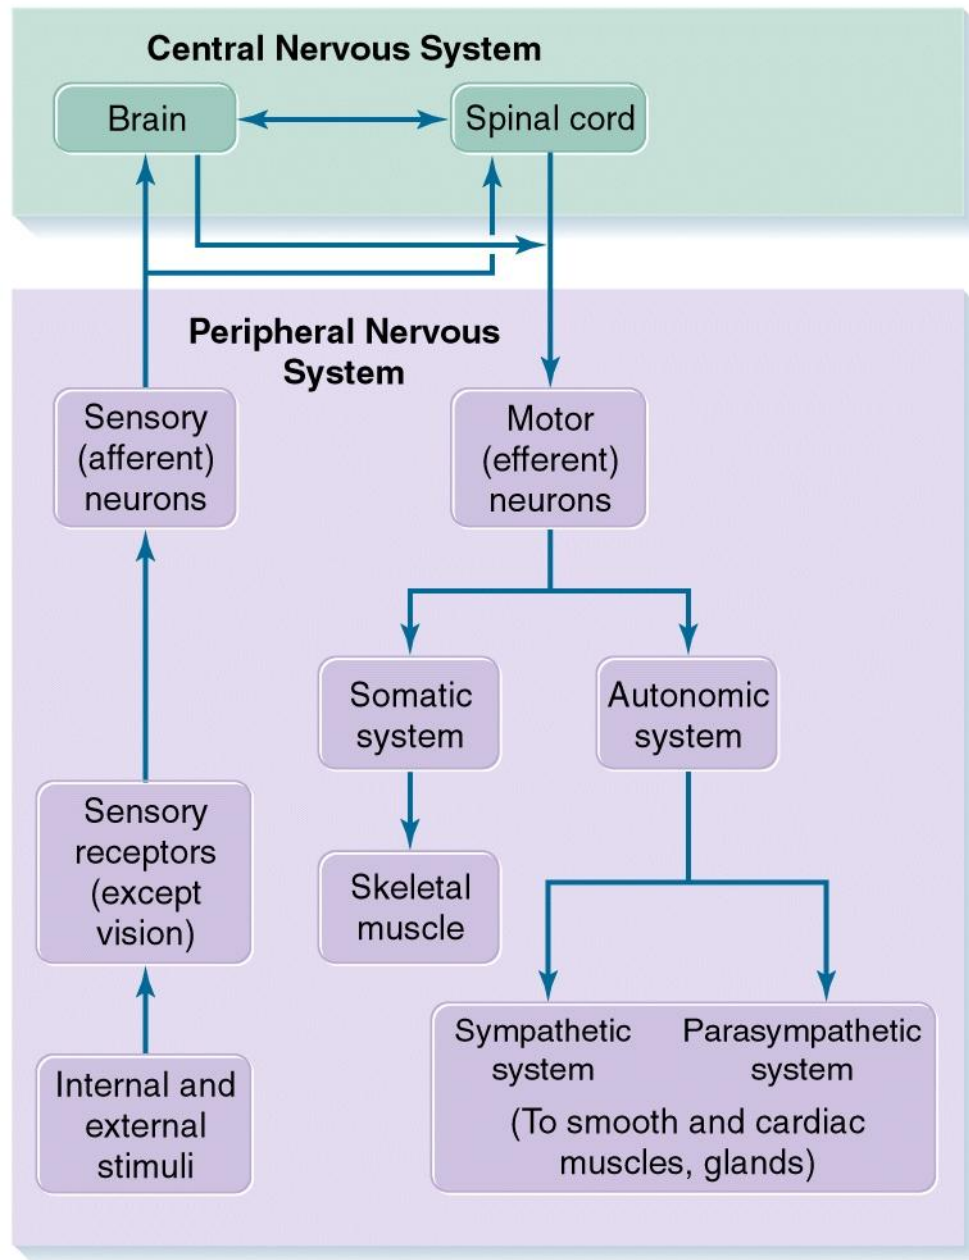 Central Nervous System
Brain
Spinal cord
Peripheral Nervous
System
Sensory
(afferent)
neurons
Motor
(efferent)
neurons
Somatic
system
Autonomic
system
Sensory
receptors
(except
vision)
Skeletal
muscle
Sympathetic
system
Parasympathetic
system
(To smooth and cardiac
muscles, glands)
Internal and
external
stimuli